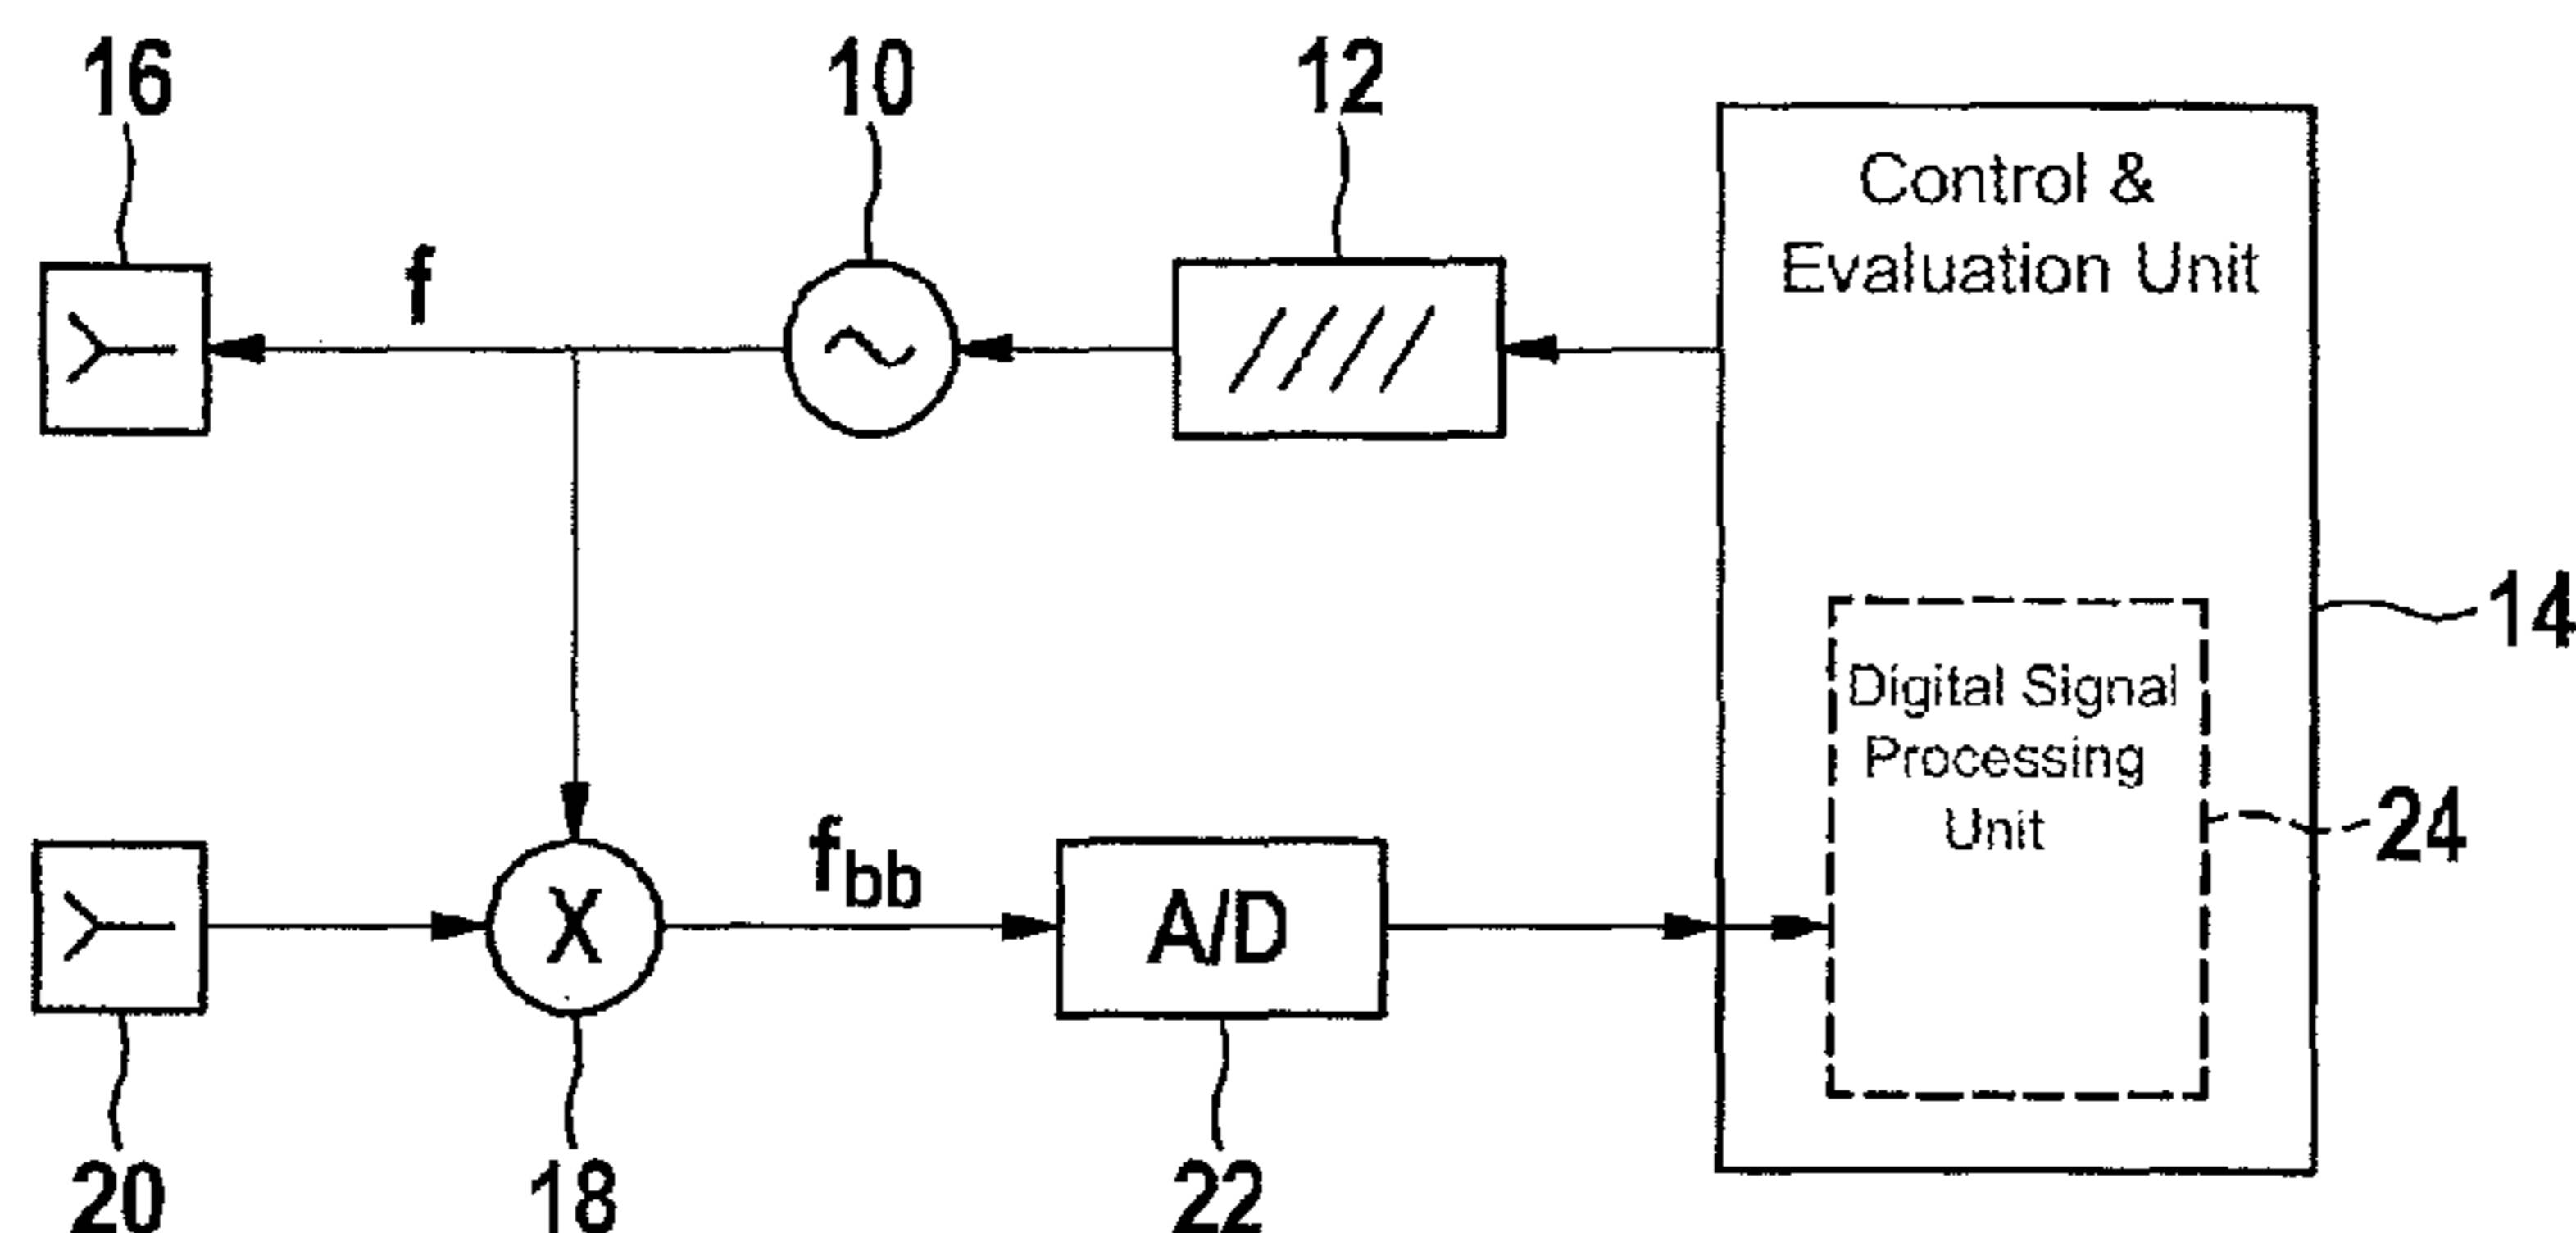 16
10
12
Control &
Evaluation Unit
f
14
Digital Signal
Processing
Unit
24
fbb
X
A/D
20
18
22